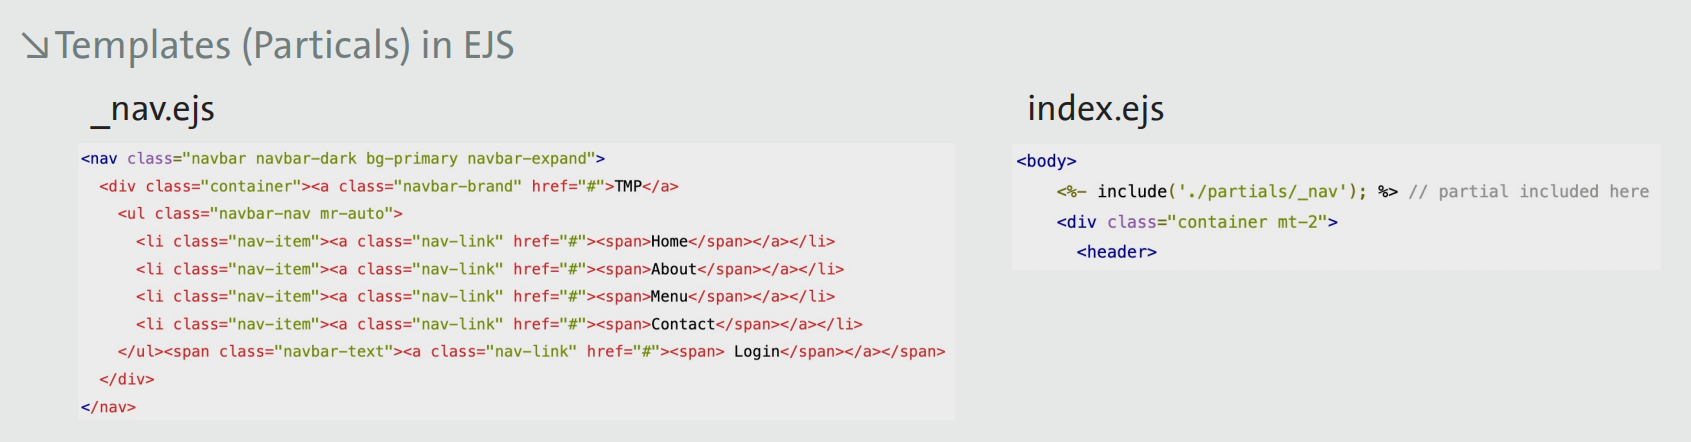 ↘Templates (Particals) in EJS
_nav.ejs
<nav class="navbar navbar-dark bg-primary navbar-expand">
<div class="container"><a class="navbar-brand" href="#">TMP</a>
<ul class="navbar-nav mr-auto">
<li class="nav-item"><a class="nav-link" href="#"><span>Home</span></a></li>
<li class="nav-item"><a class="nav-link" href="#"><span>About</span></a></li>
<li class="nav-item"><a class="nav-link" href="#"><span>Menu</span></a></li>
<li class="nav-item"><a class="nav-link" href="#"><span>Contact</span></a></li>
</ul><span class="navbar-text"><a class="nav-link" href="#"><span> Login</span></a></span>
</div>
</nav>
index.ejs
<body>
<%- include('./partials/_nav'); %> // partial included here
<div class="container mt-2">
<header>